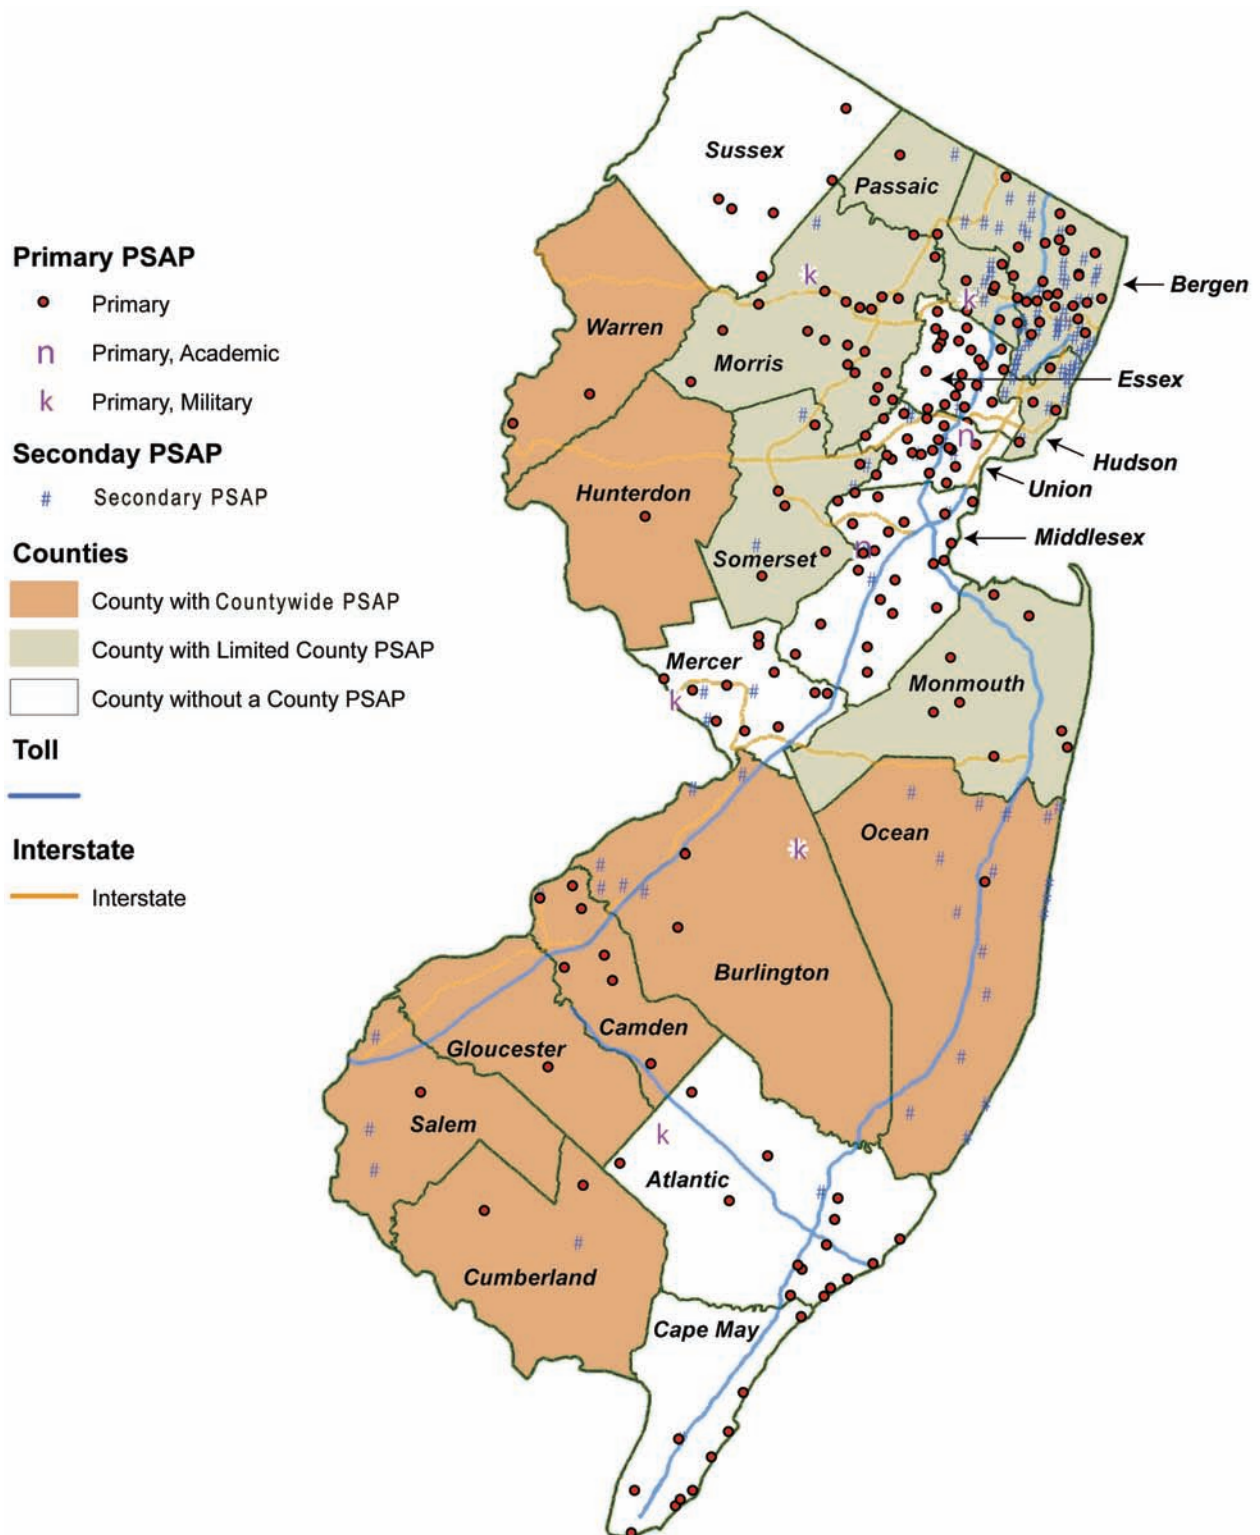 Primary PSAP
Primary
n Primary, Academic
k Primary, Military
Seconday PSAP
# Secondary PSAP
Counties
County with Countywide PSAP
County with Limited County PSAP
County without a County PSAP
Toll
Interstate
Interstate
Sussex
Passaic
Bergen
Warren
Morris
Essex
Hudson
Hunterdon
Union
Somerset
Middlesex
Mercer
Monmouth
Ocean
Burlington
Camden
Gloucester
Salem
Atlantic
Cumberland
Cape May